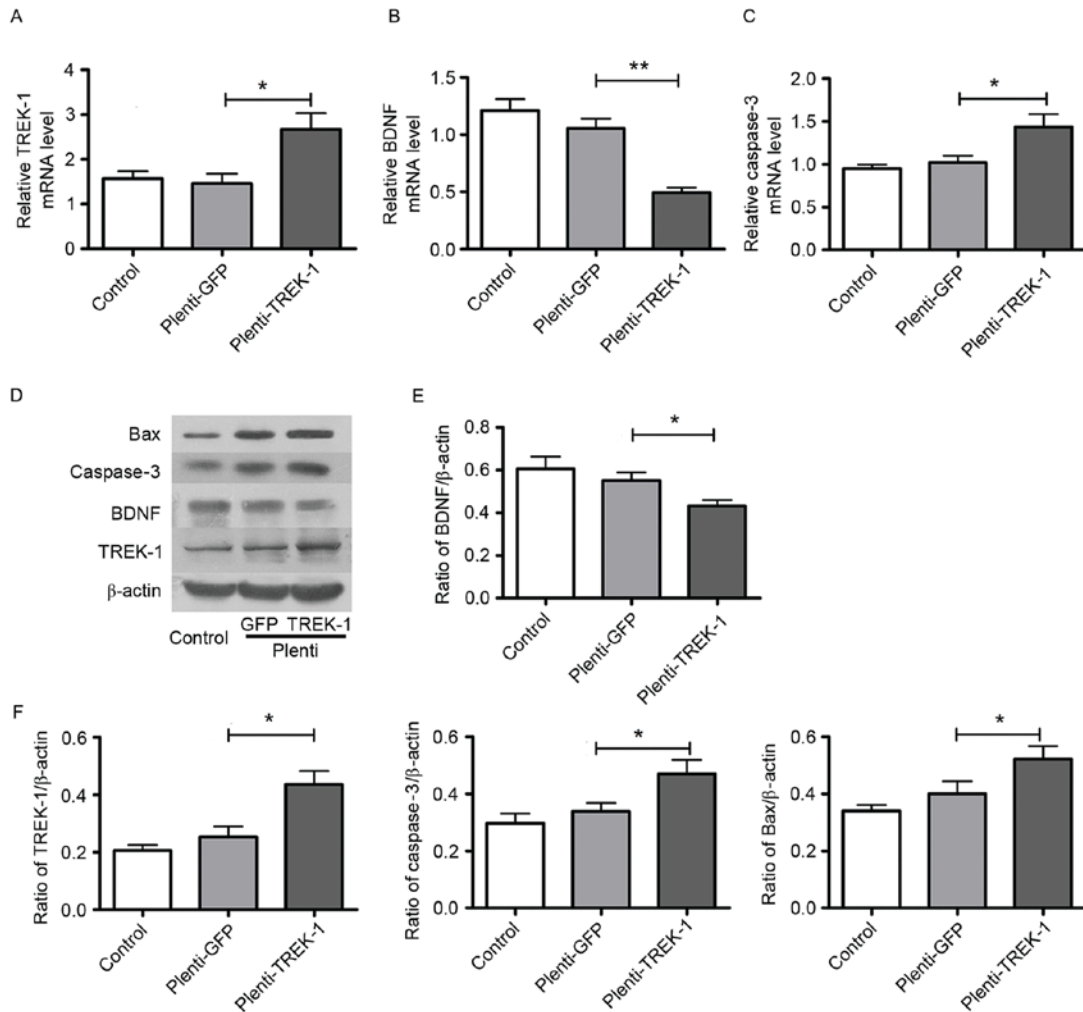 A
Relative TREK-1
mRNA level
4
3
2
1
0
*
Control
Plenti-GFP
Plenti-TREK-1
B
Relative BDNF
mRNA level
1.5
1.0
0.5
0.0
**
Control
Plenti-GFP
Plenti-TREK-1
C
Relative caspase-3
mRNA level
2.0
1.5
1.0
0.5
0.0
*
Control
Plenti-GFP
Plenti-TREK-1
D
Bax
Caspase-3
BDNF
TREK-1
β-actin
Control
GFP TREK-1
Plenti
E
Ratio of BDNF/β-actin
0.8
0.6
0.4
0.2
0.0
*
Control
Plenti-GFP
Plenti-TREK-1
F
Ratio of TREK-1/β-actin
0.6
0.4
0.2
0.0
*
Control
Plenti-GFP
Plenti-TREK-1
Ratio of caspase-3/β-actin
0.6
0.4
0.2
0.0
*
Control
Plenti-GFP
Plenti-TREK-1
Ratio of Bax/β-actin
0.6
0.4
0.2
0.0
*
Control
Plenti-GFP
Plenti-TREK-1